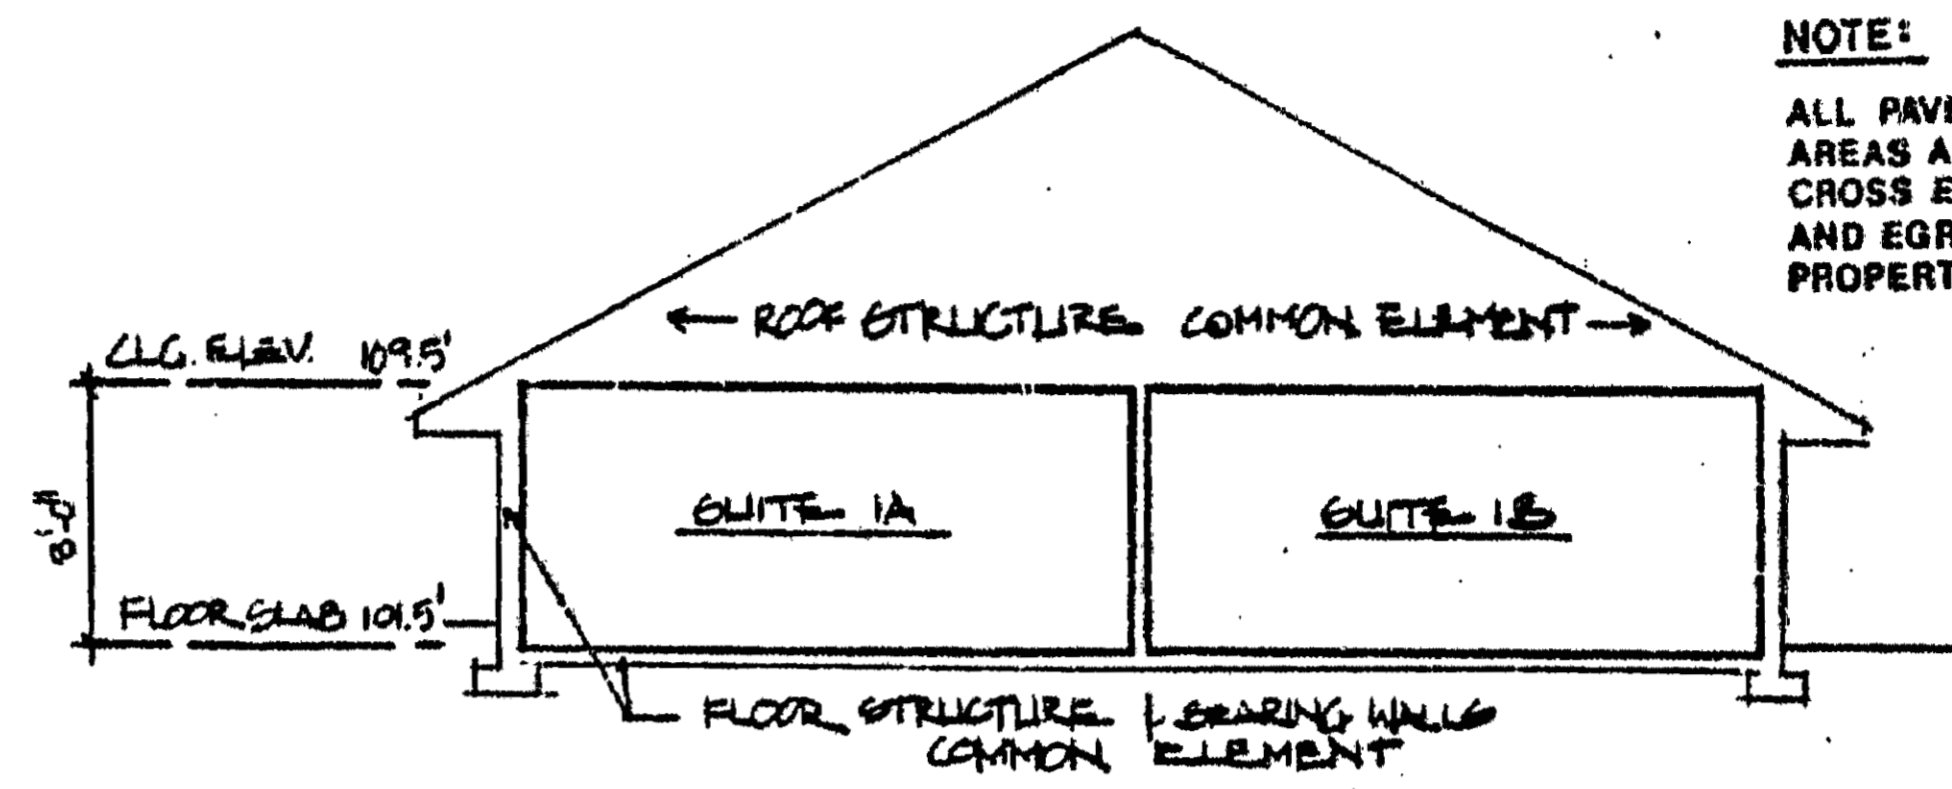 NOTE:
ALL PAV
AREAS A
CROSS E
AND EGR
PROPERT
← ROOF STRUCTURE COMMON ELEMENT →
CLG. ELEV. 109.5'
8'-0"
SUITE 1A
SUITE 1B
FLOOR SLAB 101.5'
FLOOR STRUCTURE & BEARING WALLS
COMMON ELEMENT